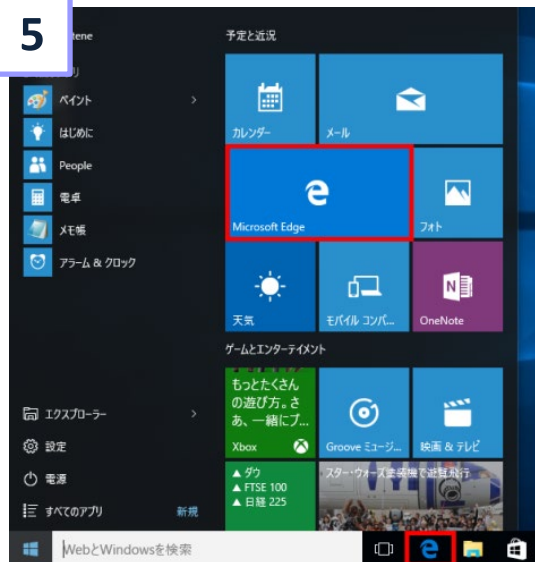 5
tene
ペイント
はじめに
People
電卓
メモ帳
アラーム & クロック
エクスプローラー
設定
電源
すべてのアプリ
新規
予定と近況
カレンダー
メール
Microsoft Edge
フォト
天気
モバイル コンパ...
OneNote
ゲームとエンターテイメント
もっとたくさん
の遊び方。さ
あ、一緒にプ...
Xbox
Groove ミュージ...
映画 & テレビ
▲ ダウ
▲ FTSE 100
▲ 日経 225
スター・ウォーズ塗装機で遊覧飛行
WebとWindowsを検索